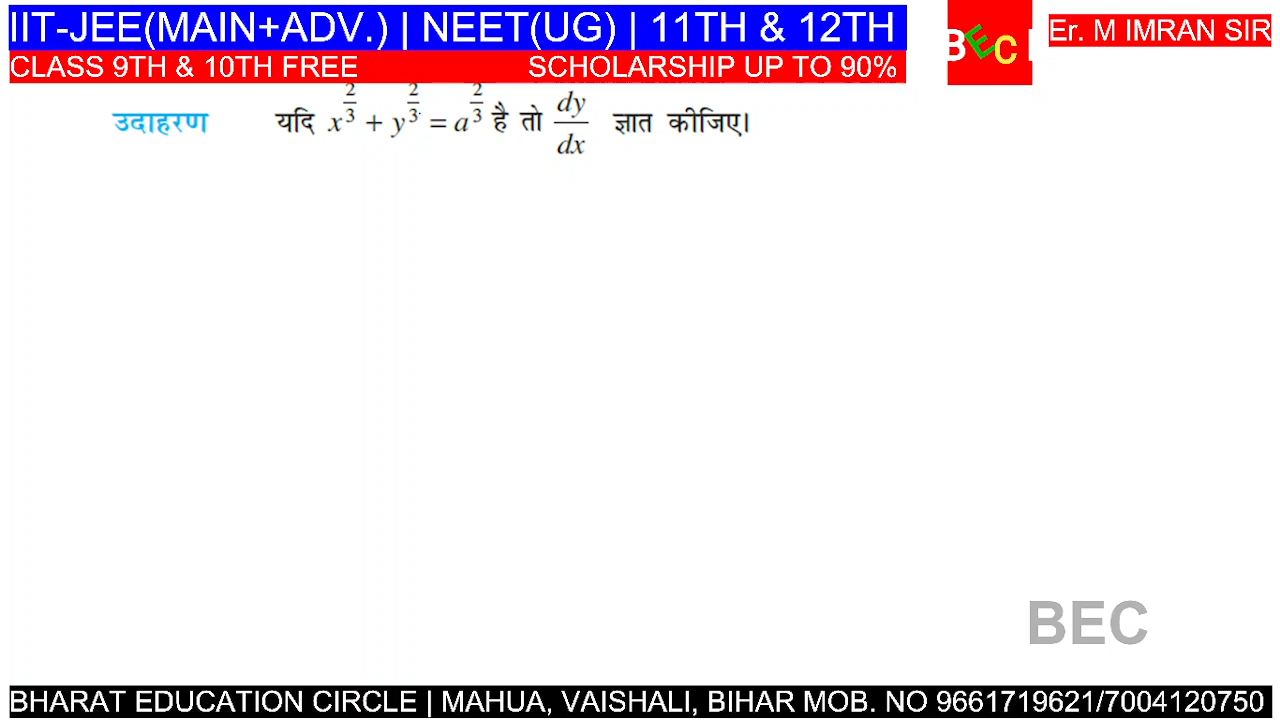 IIT-JEE(MAIN+ADV.) | NEET(UG) | 11TH & 12TH
CLASS 9TH & 10TH FREE SCHOLARSHIP UP TO 90%
BEC
Er. M IMRAN SIR
उदाहरण यदि x^{2/3} + y^{2/3} = a^{2/3} है तो dy/dx ज्ञात कीजिए।
BEC
BHARAT EDUCATION CIRCLE | MAHUA, VAISHALI, BIHAR MOB. NO 9661719621/7004120750